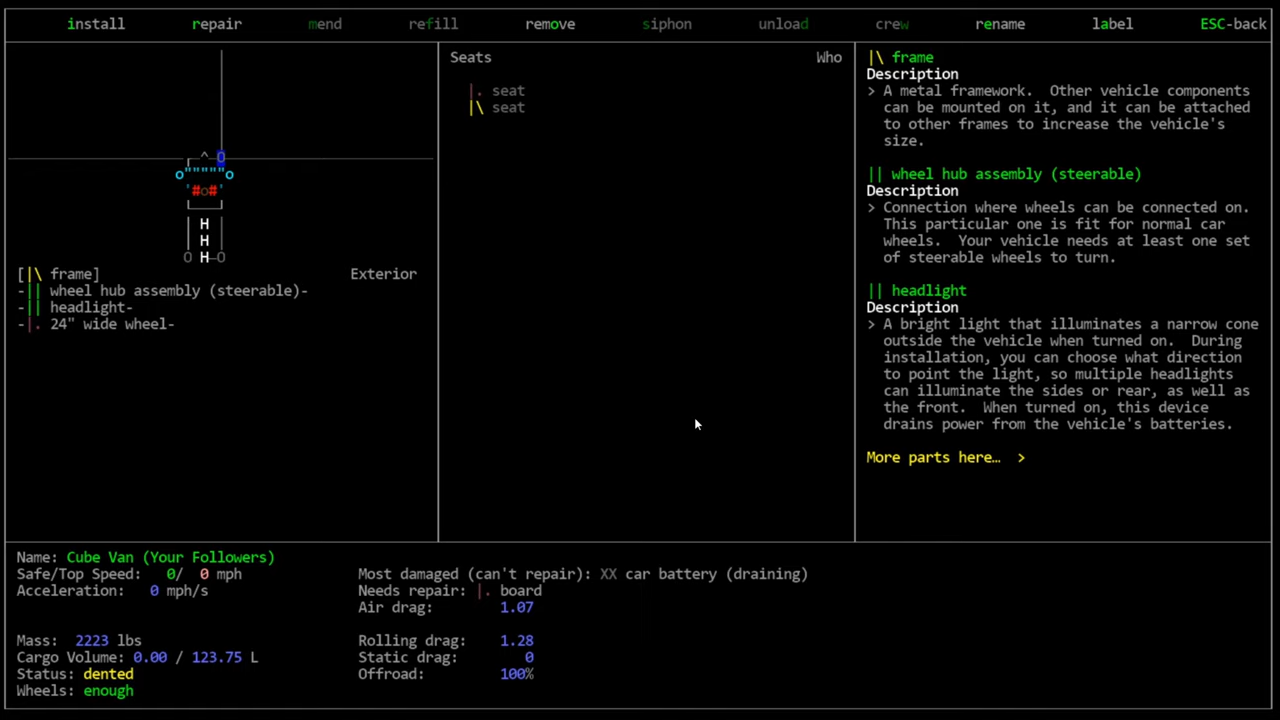 install repair mend refill remove siphon unload crew rename label ESC-back
Seats Who
|. seat
|\ seat
^ O
o"""""o
'#o#'
H
H
O H-O
[|\ frame] Exterior
-|| wheel hub assembly (steerable)-
-|| headlight-
-|. 24" wide wheel-
|\ frame
Description
> A metal framework.  Other vehicle components
can be mounted on it, and it can be attached
to other frames to increase the vehicle's
size.
|| wheel hub assembly (steerable)
Description
> Connection where wheels can be connected on.
This particular one is fit for normal car
wheels.  Your vehicle needs at least one set
of steerable wheels to turn.
|| headlight
Description
> A bright light that illuminates a narrow cone
outside the vehicle when turned on.  During
installation, you can choose what direction
to point the light, so multiple headlights
can illuminate the sides or rear, as well as
the front.  When turned on, this device
drains power from the vehicle's batteries.
More parts here…  >
Name: Cube Van (Your Followers)
Safe/Top Speed: 0/ 0 mph
Acceleration: 0 mph/s
Mass: 2223 lbs
Cargo Volume: 0.00 / 123.75 L
Status: dented
Wheels: enough
Most damaged (can't repair): XX car battery (draining)
Needs repair: |. board
Air drag: 1.07
Rolling drag: 1.28
Static drag: 0
Offroad: 100%